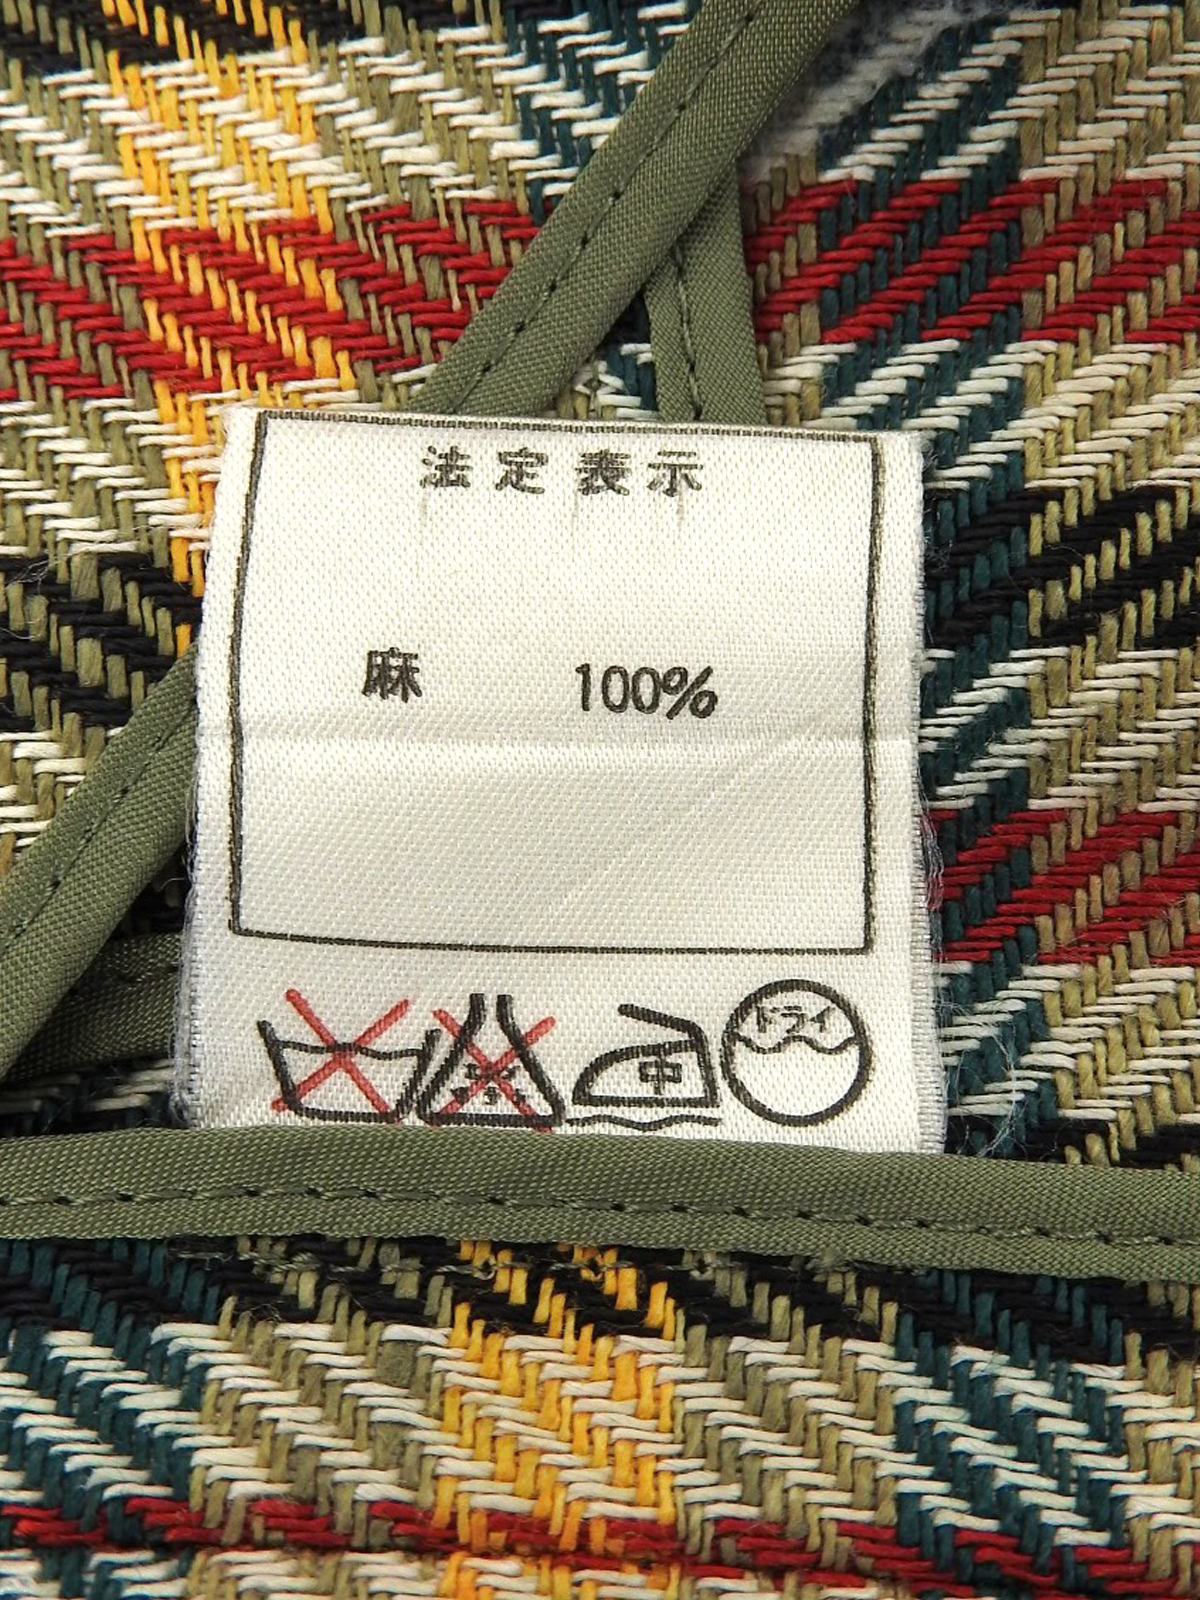 法定表示
麻 100%
中 ドライ